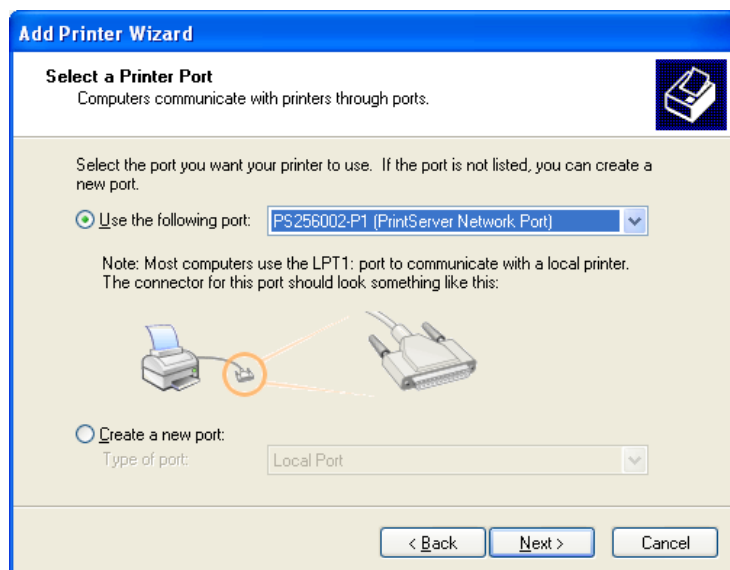 Add Printer Wizard
Select a Printer Port
Computers communicate with printers through ports.
Select the port you want your printer to use.  If the port is not listed, you can create a
new port.
Use the following port: PS256002-P1 (PrintServer Network Port)
Note: Most computers use the LPT1: port to communicate with a local printer.
The connector for this port should look something like this:
Create a new port:
Type of port: Local Port
< Back Next > Cancel